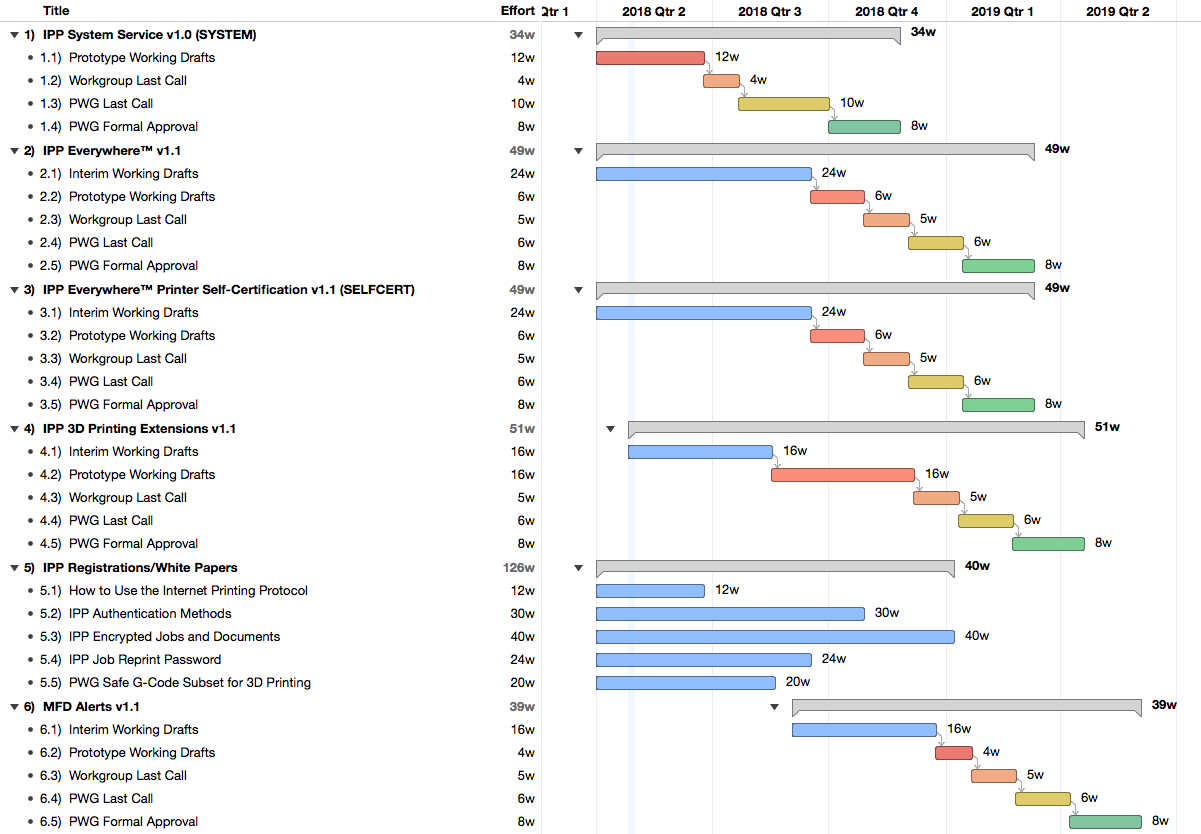 Title Effort Qtr 1 2018 Qtr 2 2018 Qtr 3 2018 Qtr 4 2019 Qtr 1 2019 Qtr 2
1) IPP System Service v1.0 (SYSTEM) 34w 34w
1.1) Prototype Working Drafts 12w 12w
1.2) Workgroup Last Call 4w 4w
1.3) PWG Last Call 10w 10w
1.4) PWG Formal Approval 8w 8w
2) IPP Everywhere™ v1.1 49w 49w
2.1) Interim Working Drafts 24w 24w
2.2) Prototype Working Drafts 6w 6w
2.3) Workgroup Last Call 5w 5w
2.4) PWG Last Call 6w 6w
2.5) PWG Formal Approval 8w 8w
3) IPP Everywhere™ Printer Self-Certification v1.1 (SELFCERT) 49w 49w
3.1) Interim Working Drafts 24w 24w
3.2) Prototype Working Drafts 6w 6w
3.3) Workgroup Last Call 5w 5w
3.4) PWG Last Call 6w 6w
3.5) PWG Formal Approval 8w 8w
4) IPP 3D Printing Extensions v1.1 51w 51w
4.1) Interim Working Drafts 16w 16w
4.2) Prototype Working Drafts 16w 16w
4.3) Workgroup Last Call 5w 5w
4.4) PWG Last Call 6w 6w
4.5) PWG Formal Approval 8w 8w
5) IPP Registrations/White Papers 126w 40w
5.1) How to Use the Internet Printing Protocol 12w 12w
5.2) IPP Authentication Methods 30w 30w
5.3) IPP Encrypted Jobs and Documents 40w 40w
5.4) IPP Job Reprint Password 24w 24w
5.5) PWG Safe G-Code Subset for 3D Printing 20w 20w
6) MFD Alerts v1.1 39w 39w
6.1) Interim Working Drafts 16w 16w
6.2) Prototype Working Drafts 4w 4w
6.3) Workgroup Last Call 5w 5w
6.4) PWG Last Call 6w 6w
6.5) PWG Formal Approval 8w 8w